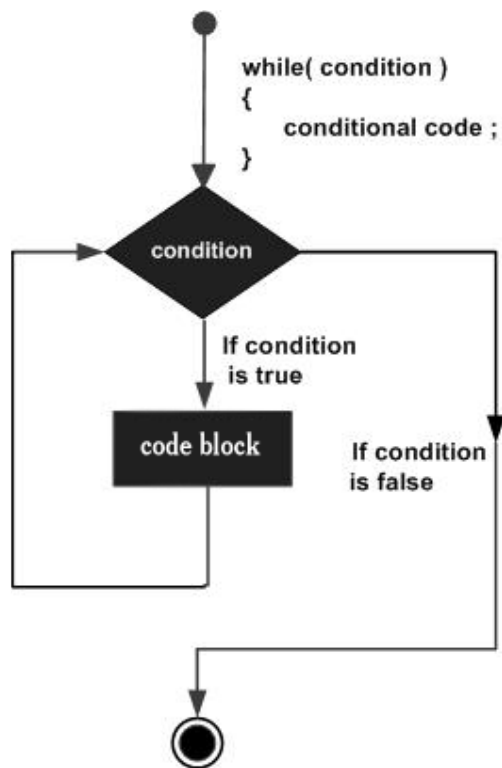 while( condition )
{
conditional code ;
}
condition
If condition
is true
code block
If condition
is false